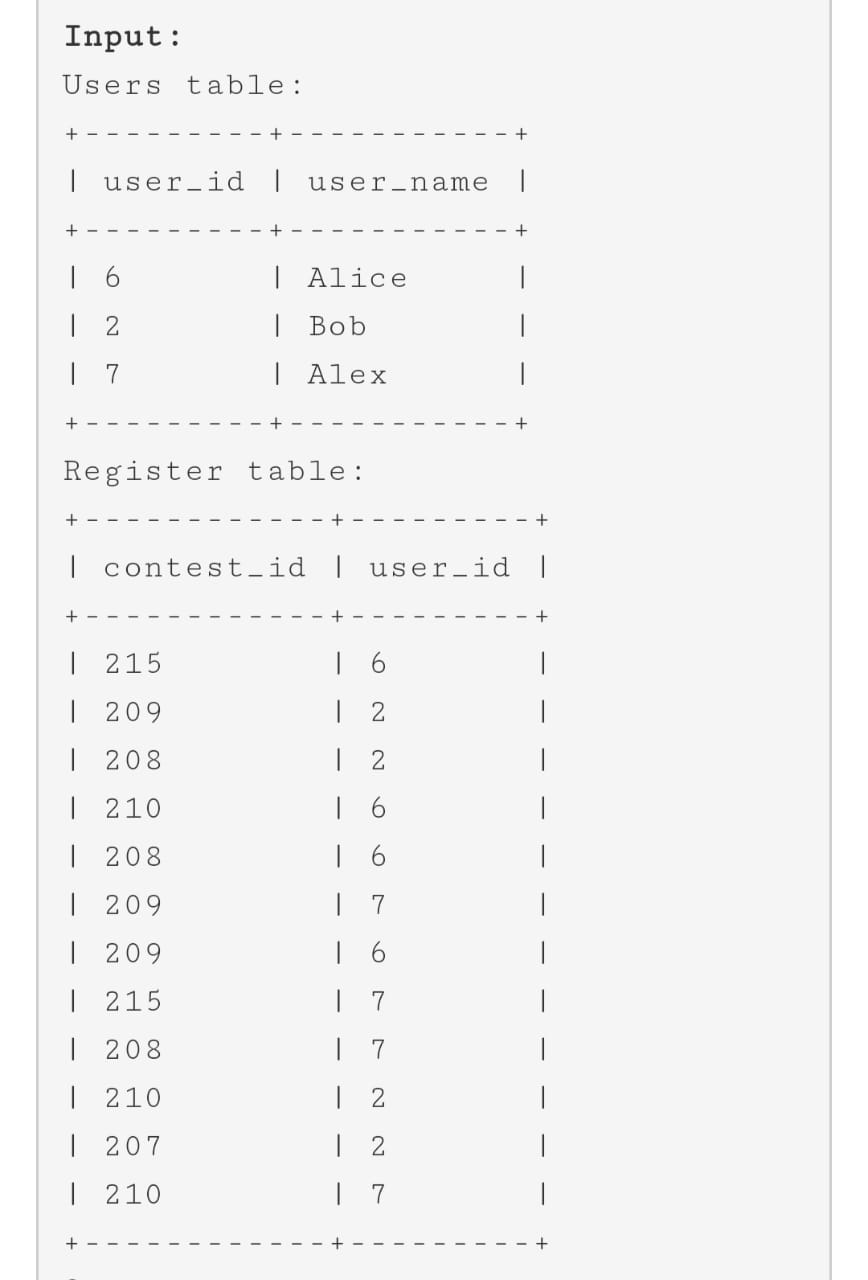 Input:
Users table:
+---------+-----------+
| user_id | user_name |
+---------+-----------+
| 6       | Alice     |
| 2       | Bob       |
| 7       | Alex      |
+---------+-----------+
Register table:
+------------+---------+
| contest_id | user_id |
+------------+---------+
| 215        | 6       |
| 209        | 2       |
| 208        | 2       |
| 210        | 6       |
| 208        | 6       |
| 209        | 7       |
| 209        | 6       |
| 215        | 7       |
| 208        | 7       |
| 210        | 2       |
| 207        | 2       |
| 210        | 7       |
+------------+---------+